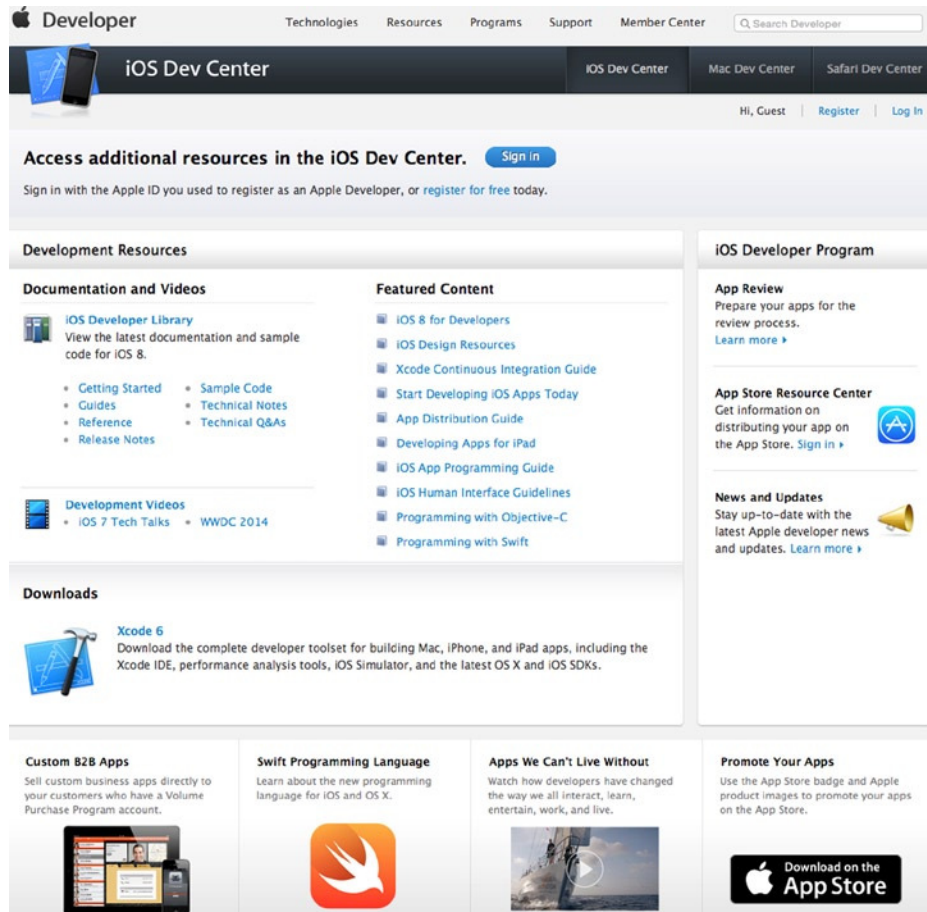 Developer
Technologies Resources Programs Support Member Center
Search Developer
iOS Dev Center
iOS Dev Center Mac Dev Center Safari Dev Center
Hi, Guest | Register | Log In
Access additional resources in the iOS Dev Center. Sign in
Sign in with the Apple ID you used to register as an Apple Developer, or register for free today.
Development Resources
Documentation and Videos
iOS Developer Library
View the latest documentation and sample
code for iOS 8.
Getting Started
Guides
Reference
Release Notes
Sample Code
Technical Notes
Technical Q&As
Development Videos
iOS 7 Tech Talks WWDC 2014
Featured Content
iOS 8 for Developers
iOS Design Resources
Xcode Continuous Integration Guide
Start Developing iOS Apps Today
App Distribution Guide
Developing Apps for iPad
iOS App Programming Guide
iOS Human Interface Guidelines
Programming with Objective-C
Programming with Swift
iOS Developer Program
App Review
Prepare your apps for the
review process.
Learn more
App Store Resource Center
Get information on
distributing your app on
the App Store. Sign in
News and Updates
Stay up-to-date with the
latest Apple developer news
and updates. Learn more
Downloads
Xcode 6
Download the complete developer toolset for building Mac, iPhone, and iPad apps, including the
Xcode IDE, performance analysis tools, iOS Simulator, and the latest OS X and iOS SDKs.
Custom B2B Apps
Sell custom business apps directly to
your customers who have a Volume
Purchase Program account.
Swift Programming Language
Learn about the new programming
language for iOS and OS X.
Apps We Can't Live Without
Watch how developers have changed
the way we all interact, learn,
entertain, work, and live.
Promote Your Apps
Use the App Store badge and Apple
product images to promote your apps
on the App Store.
Download on the
App Store